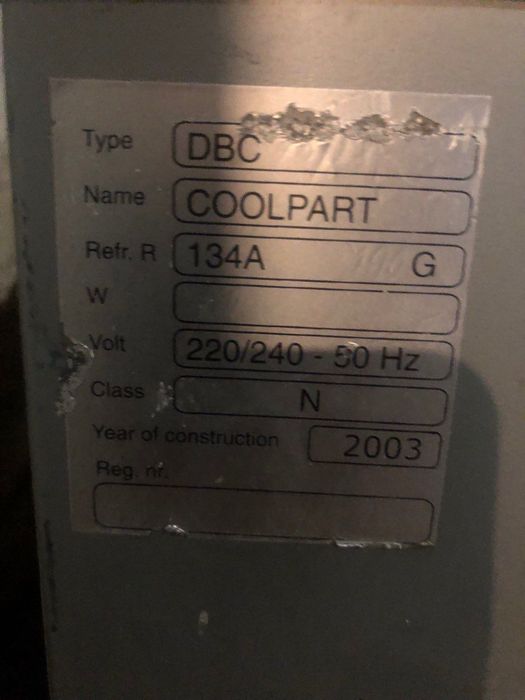 Type DBC
Name COOLPART
Refr. R 134A G
W
Volt 220/240 - 50 Hz
Class N
Year of construction 2003
Reg. nr.